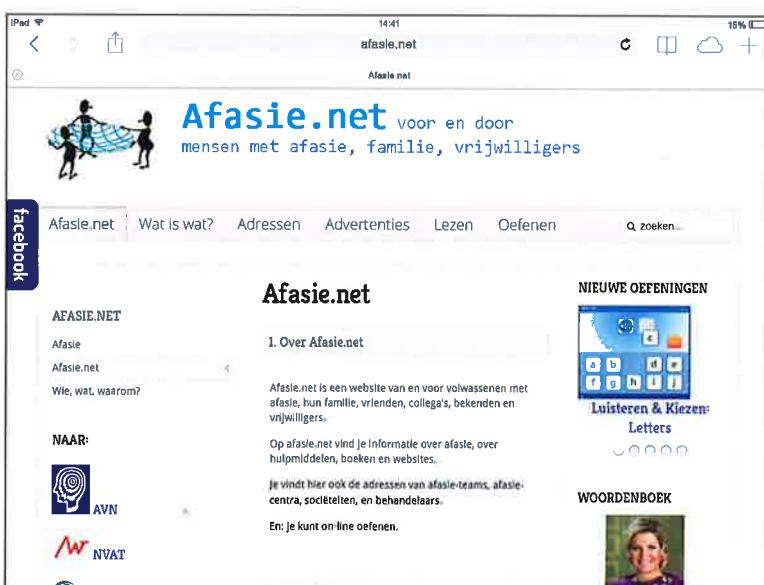 iPad
14:41
15%
afasie.net
Afasie net
Afasie.net voor en door
mensen met afasie, familie, vrijwilligers
facebook
Afasie.net Wat is wat? Adressen Advertenties Lezen Oefenen
zoeken...
AFASIE.NET
Afasie
Afasie.net
Wie, wat, waarom?
NAAR:
AVN
NVAT
Afasie.net
1. Over Afasie.net
Afasie.net is een website van en voor volwassenen met
afasie, hun familie, vrienden, collega's, bekenden en
vrijwilligers.
Op afasie.net vind je informatie over afasie, over
hulpmiddelen, boeken en websites.
Je vindt hier ook de adressen van afasie-teams, afasie-
centra, sociëteiten, en behandelaars.
En: je kunt on-line oefenen.
NIEUWE OEFENINGEN
c
a b d e
f g h i j
Luisteren & Kiezen:
Letters
WOORDENBOEK